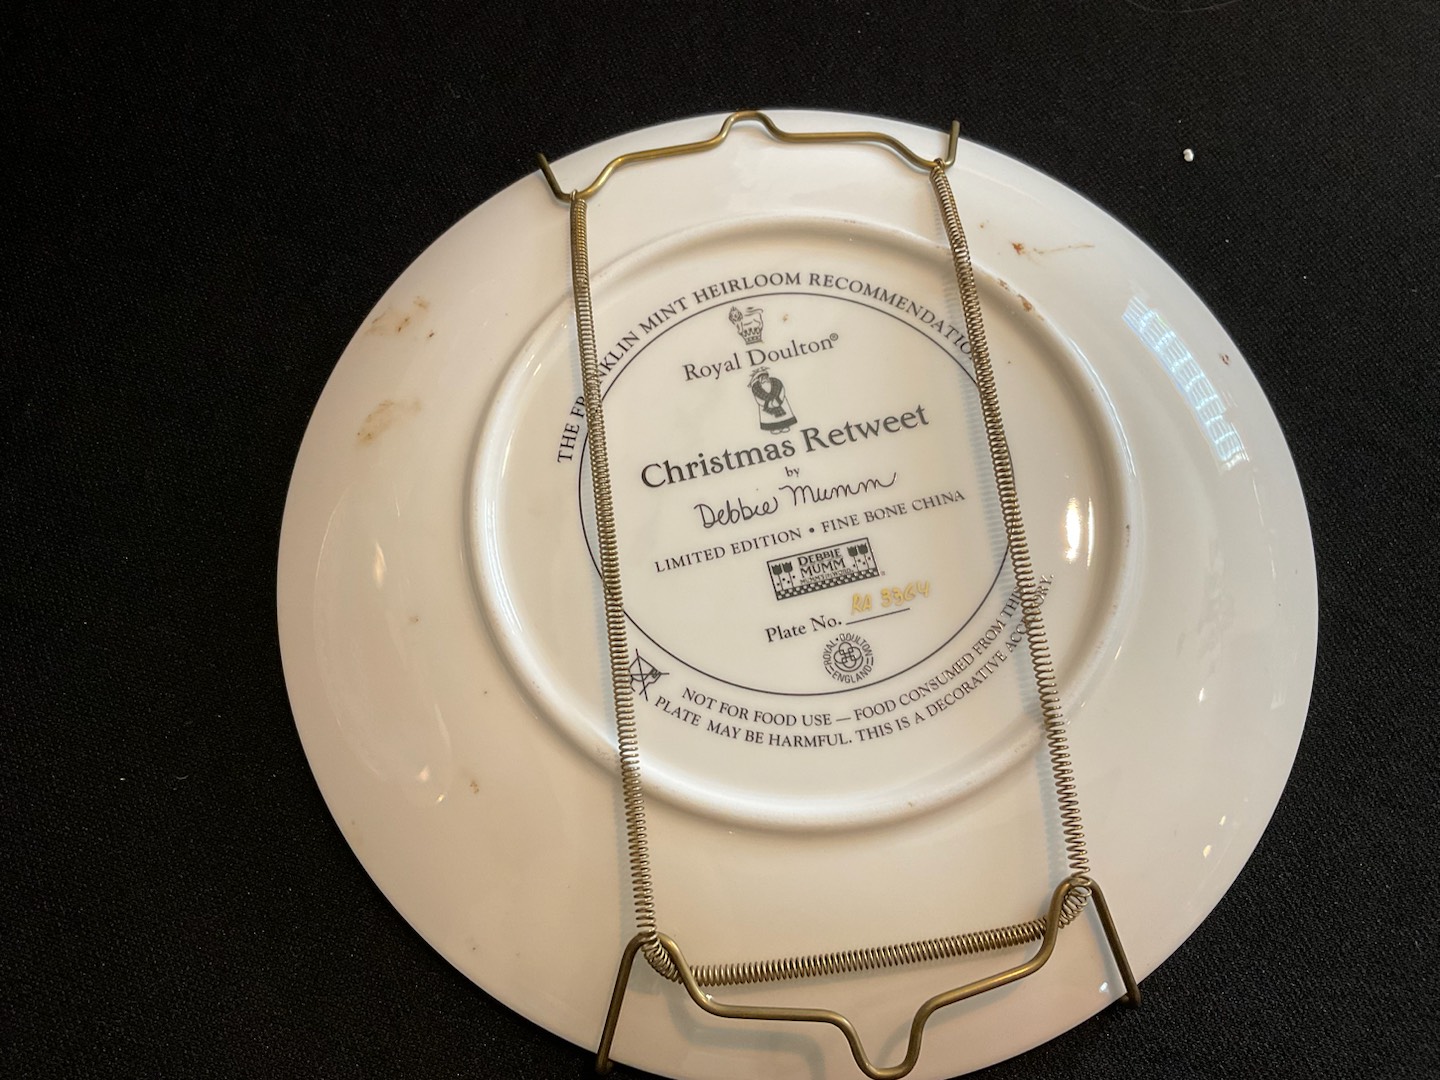 THE FRANKLIN MINT HEIRLOOM RECOMMENDATION
Royal Doulton®
Christmas Retweet
by
Debbie Mumm
LIMITED EDITION • FINE BONE CHINA
DEBBIE
MUMM
Plate No. RA 3364
ROYAL • DOULTON
ENGLAND
NOT FOR FOOD USE — FOOD CONSUMED FROM THIS
PLATE MAY BE HARMFUL. THIS IS A DECORATIVE ACCESSORY.